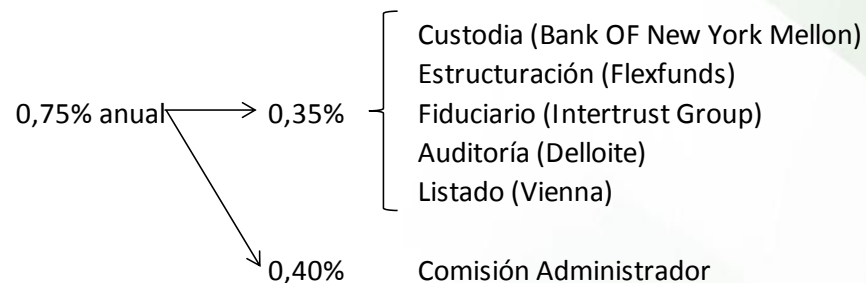 Custodia (Bank OF New York Mellon)
Estructuración (Flexfunds)
0,75% anual 0,35% Fiduciario (Intertrust Group)
Auditoría (Delloite)
Listado (Vienna)
0,40% Comisión Administrador